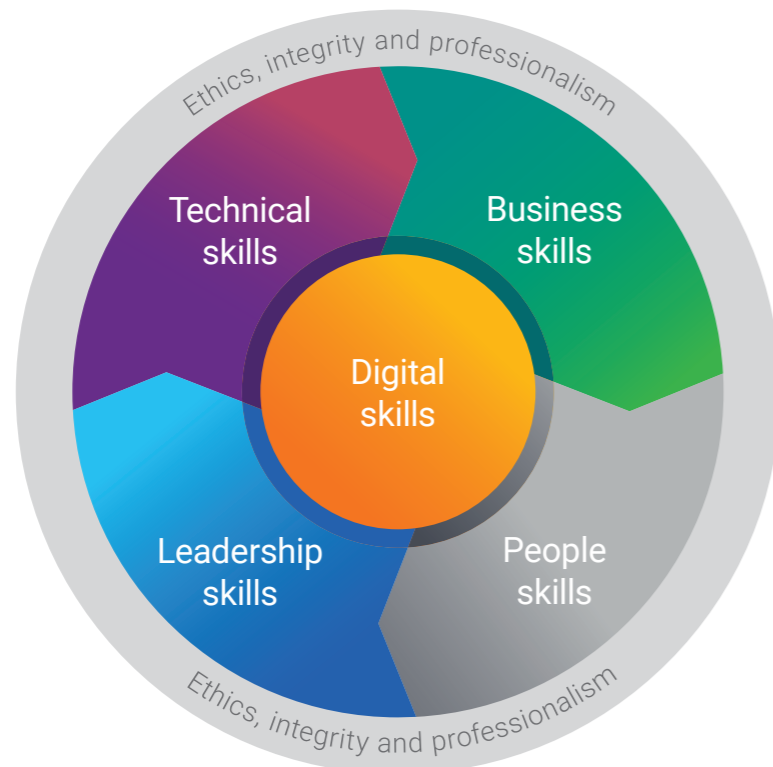 Ethics, integrity and professionalism
Technical
skills
Business
skills
Digital
skills
Leadership
skills
People
skills
Ethics, integrity and professionalism